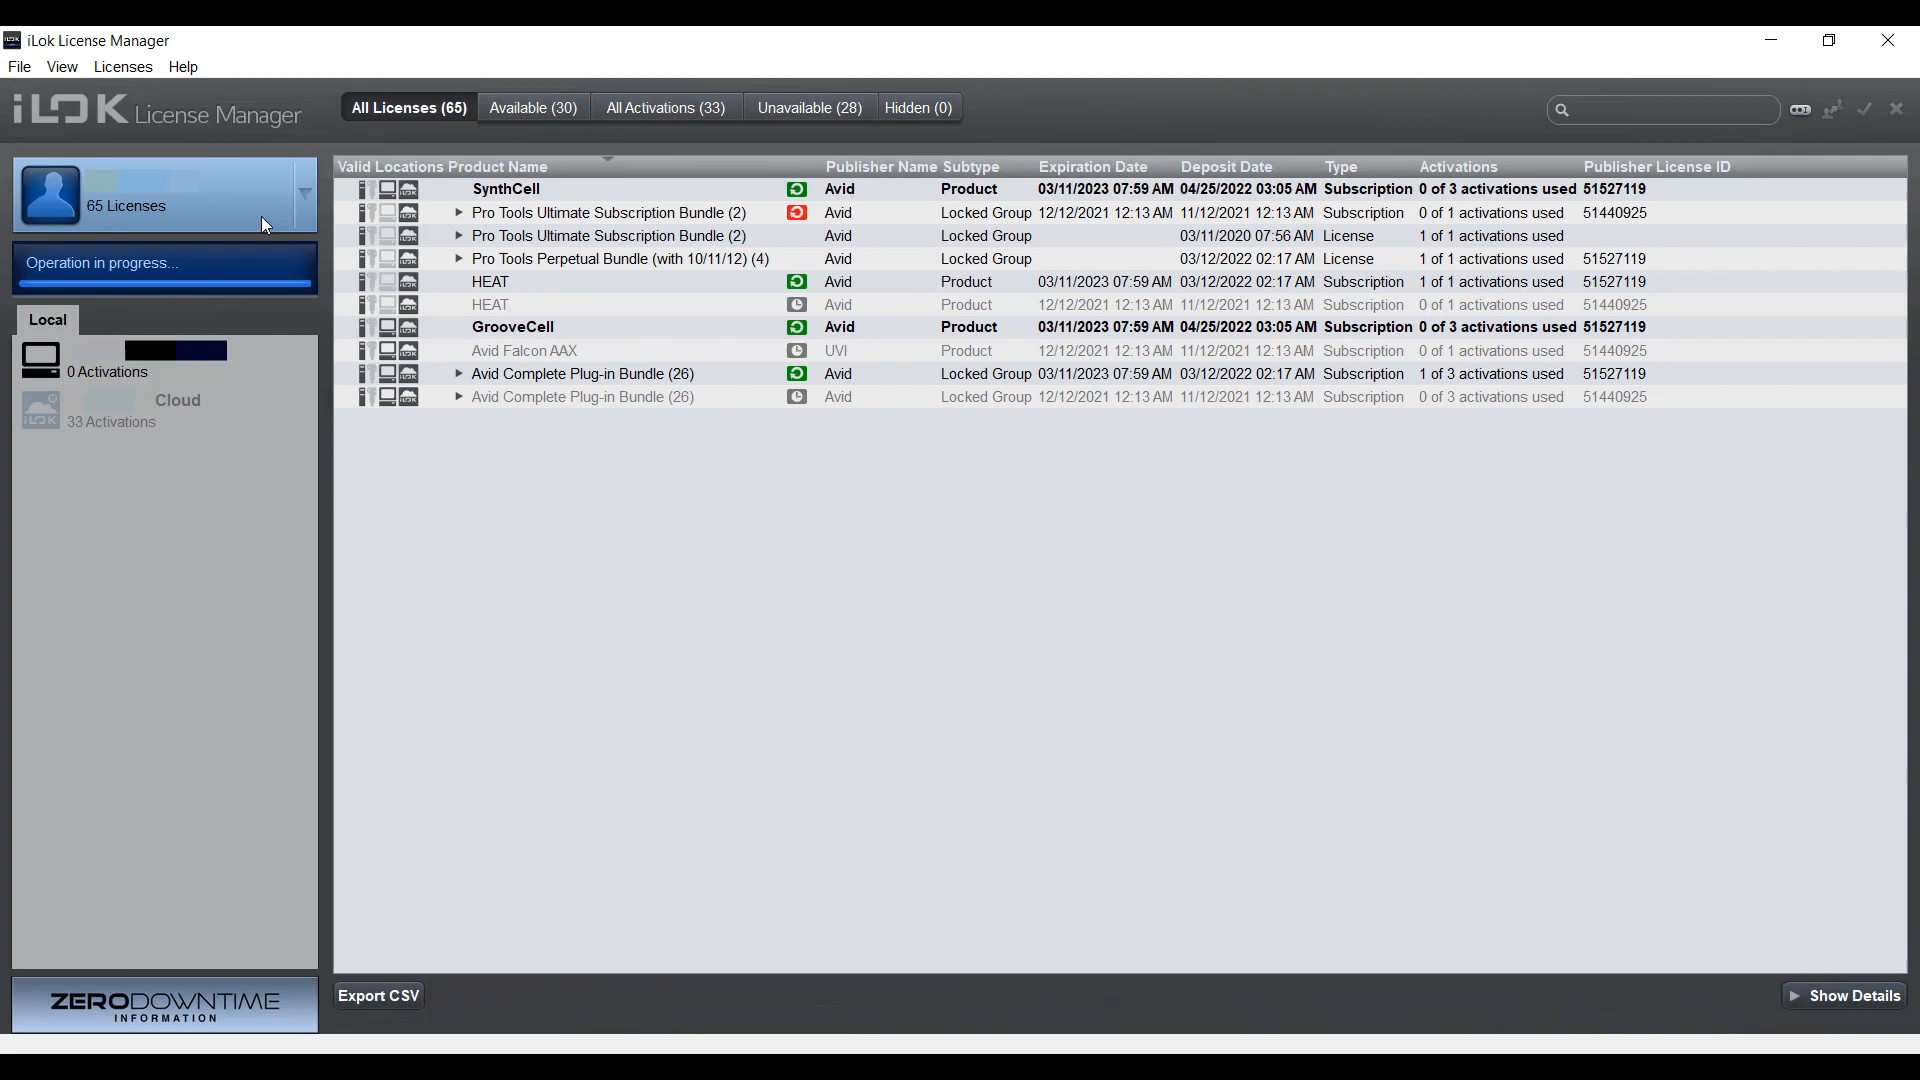 iLok License Manager
File View Licenses Help
iLOK License Manager
All Licenses (65) Available (30) All Activations (33) Unavailable (28) Hidden (0)
65 Licenses
Operation in progress...
Local
0 Activations
Cloud
iLOK
33 Activations
Valid Locations Product Name Publisher Name Subtype Expiration Date Deposit Date Type Activations Publisher License ID
SynthCell Avid Product 03/11/2023 07:59 AM 04/25/2022 03:05 AM Subscription 0 of 3 activations used 51527119
Pro Tools Ultimate Subscription Bundle (2) Avid Locked Group 12/12/2021 12:13 AM 11/12/2021 12:13 AM Subscription 0 of 1 activations used 51440925
Pro Tools Ultimate Subscription Bundle (2) Avid Locked Group 03/11/2020 07:56 AM License 1 of 1 activations used
Pro Tools Perpetual Bundle (with 10/11/12) (4) Avid Locked Group 03/12/2022 02:17 AM License 1 of 1 activations used 51527119
HEAT Avid Product 03/11/2023 07:59 AM 03/12/2022 02:17 AM Subscription 1 of 1 activations used 51527119
HEAT Avid Product 12/12/2021 12:13 AM 11/12/2021 12:13 AM Subscription 0 of 1 activations used 51440925
GrooveCell Avid Product 03/11/2023 07:59 AM 04/25/2022 03:05 AM Subscription 0 of 3 activations used 51527119
Avid Falcon AAX UVI Product 12/12/2021 12:13 AM 11/12/2021 12:13 AM Subscription 0 of 1 activations used 51440925
Avid Complete Plug-in Bundle (26) Avid Locked Group 03/11/2023 07:59 AM 03/12/2022 02:17 AM Subscription 1 of 3 activations used 51527119
Avid Complete Plug-in Bundle (26) Avid Locked Group 12/12/2021 12:13 AM 11/12/2021 12:13 AM Subscription 0 of 3 activations used 51440925
ZERODOWNTIME
INFORMATION
Export CSV
Show Details